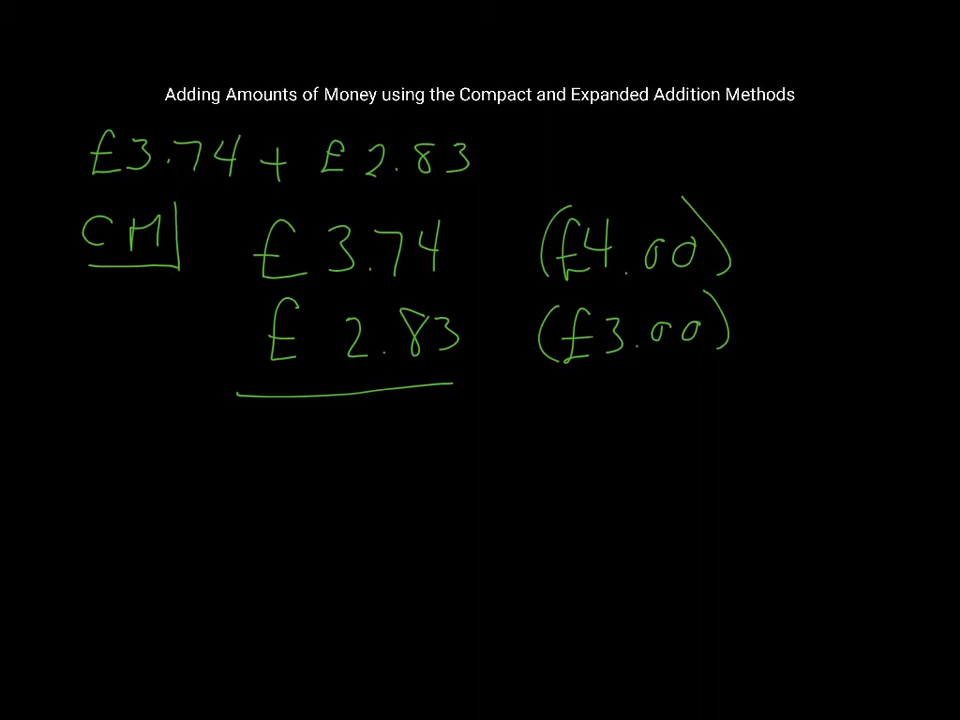 Adding Amounts of Money using the Compact and Expanded Addition Methods
£3.74 + £2.83
CM
£3.74 (£4.00)
£2.83 (£3.00)